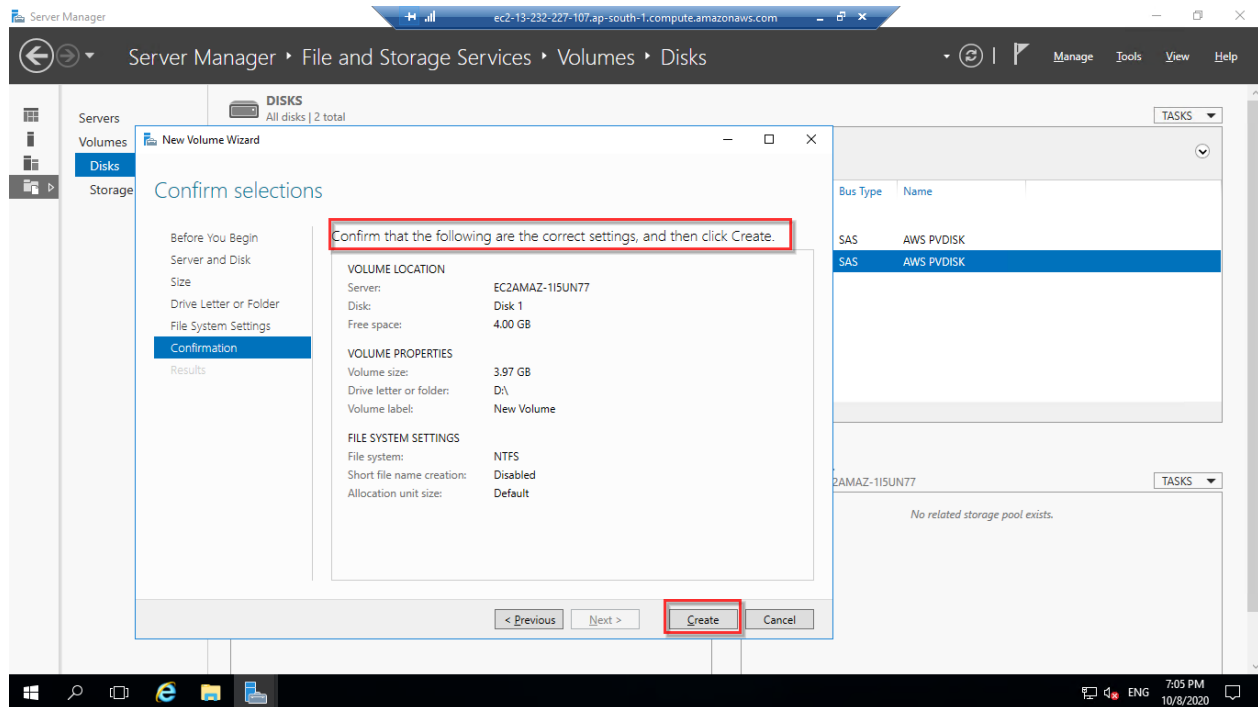 Server Manager
ec2-13-232-227-107.ap-south-1.compute.amazonaws.com
Server Manager ‣ File and Storage Services ‣ Volumes ‣ Disks
Manage Tools View Help
Servers
Volumes
Disks
Storage
DISKS
All disks | 2 total
TASKS
New Volume Wizard
Confirm selections
Before You Begin
Server and Disk
Size
Drive Letter or Folder
File System Settings
Confirmation
Results
Confirm that the following are the correct settings, and then click Create.
VOLUME LOCATION
Server: EC2AMAZ-1I5UN77
Disk: Disk 1
Free space: 4.00 GB
VOLUME PROPERTIES
Volume size: 3.97 GB
Drive letter or folder: D:\
Volume label: New Volume
FILE SYSTEM SETTINGS
File system: NTFS
Short file name creation: Disabled
Allocation unit size: Default
< Previous Next > Create Cancel
Bus Type Name
SAS AWS PVDISK
SAS AWS PVDISK
2AMAZ-1I5UN77
TASKS
No related storage pool exists.
ENG
7:05 PM
10/8/2020